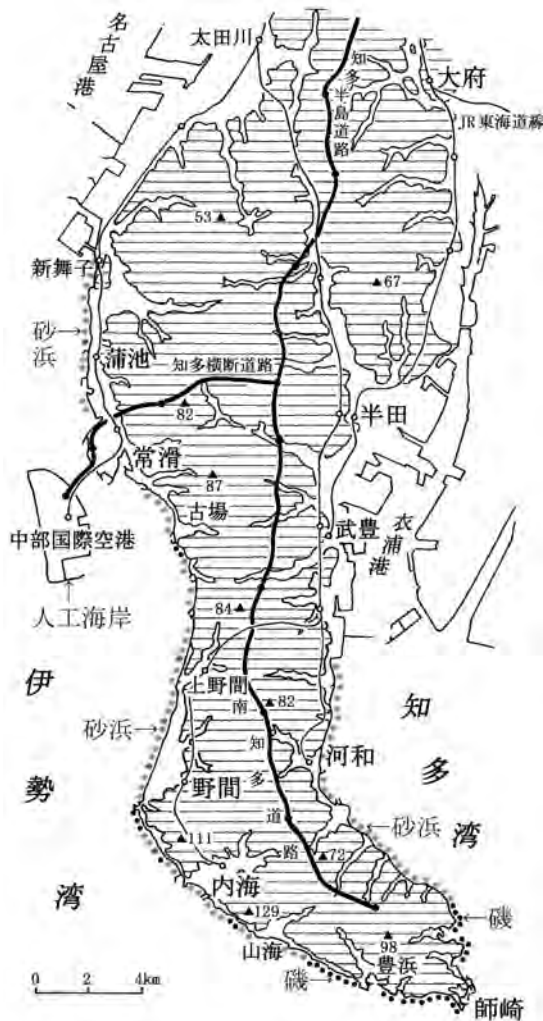 名古屋港
太田川
知多半島道路
大府
JR東海道線
53
67
新舞子
砂浜
蒲池
知多横断道路
82
半田
常滑
87
古場
武豊
衣浦港
中部国際空港
人工海岸
84
伊勢湾
上野間
82
南知多道路
知多湾
砂浜
河和
野間
砂浜
111
72
内海
129
磯
98
山海
豊浜
磯
0 2 4km
師崎